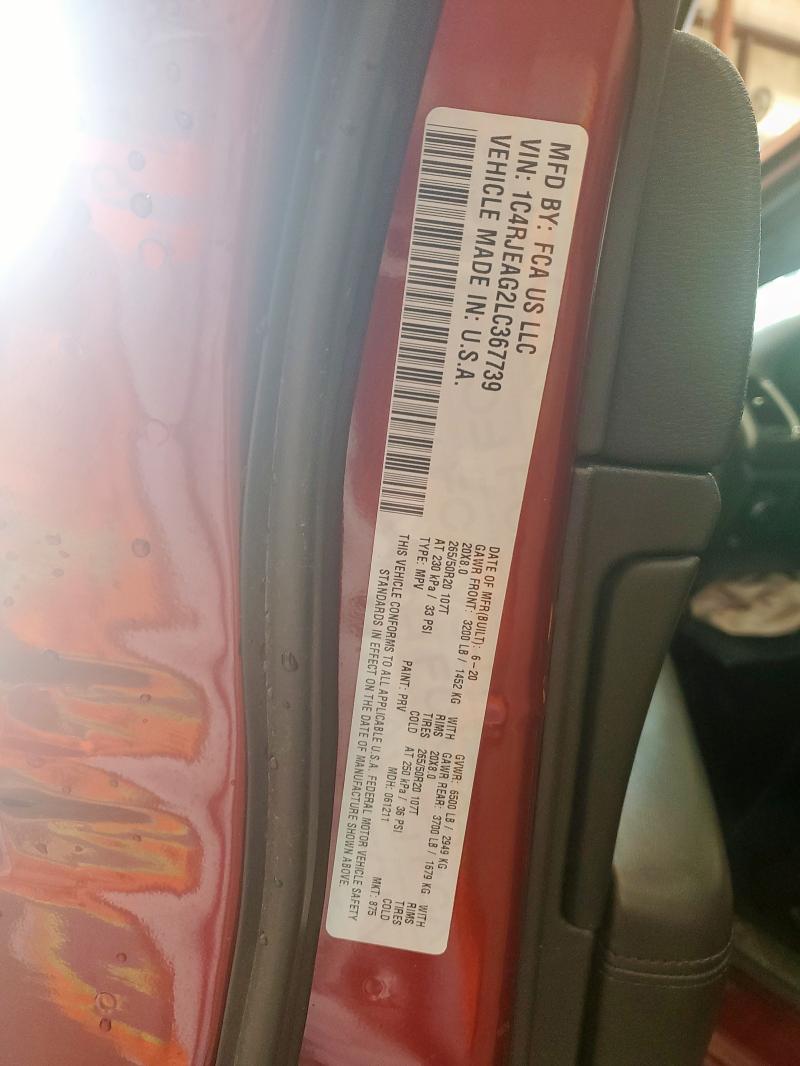 MFD BY: FCA US LLC
VIN: 1C4RJEAG2LC367739
VEHICLE MADE IN: U.S.A.
DATE OF MFR(BUILT): 6-20 GVWR: 6500 LB / 2949 KG
GAWR FRONT: 3200 LB / 1452 KG WITH GAWR REAR: 3700 LB / 1679 KG WITH
20X8.0 RIMS 20X8.0 RIMS
265/50R20 107T TIRES 265/50R20 107T TIRES
AT 230 kPa / 33 PSI COLD AT 250 kPa / 36 PSI COLD
TYPE: MPV PAINT: PRV MDH: 061211 MKT: 875
THIS VEHICLE CONFORMS TO ALL APPLICABLE U.S.A. FEDERAL MOTOR VEHICLE SAFETY
STANDARDS IN EFFECT ON THE DATE OF MANUFACTURE SHOWN ABOVE.